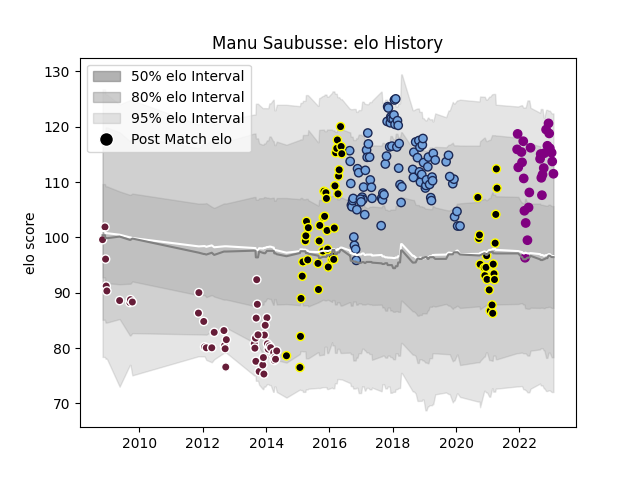 Manu Saubusse: elo History
50% elo Interval
80% elo Interval
95% elo Interval
Post Match elo
elo score
130
120
110
100
90
80
70
2010
2012
2014
2016
2018
2020
2022